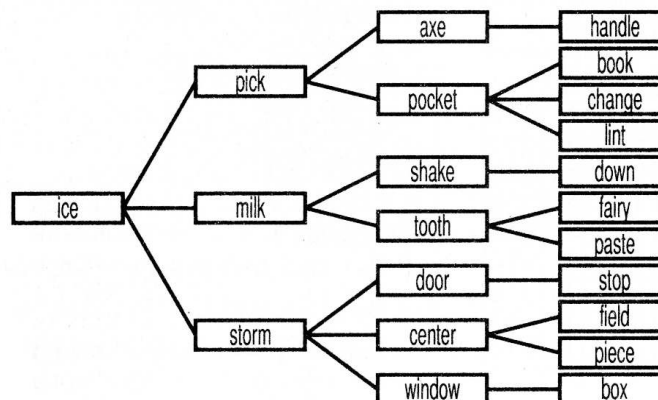 axe
handle
book
pick
pocket
change
lint
shake
down
ice
milk
fairy
tooth
paste
door
stop
field
storm
center
piece
window
box